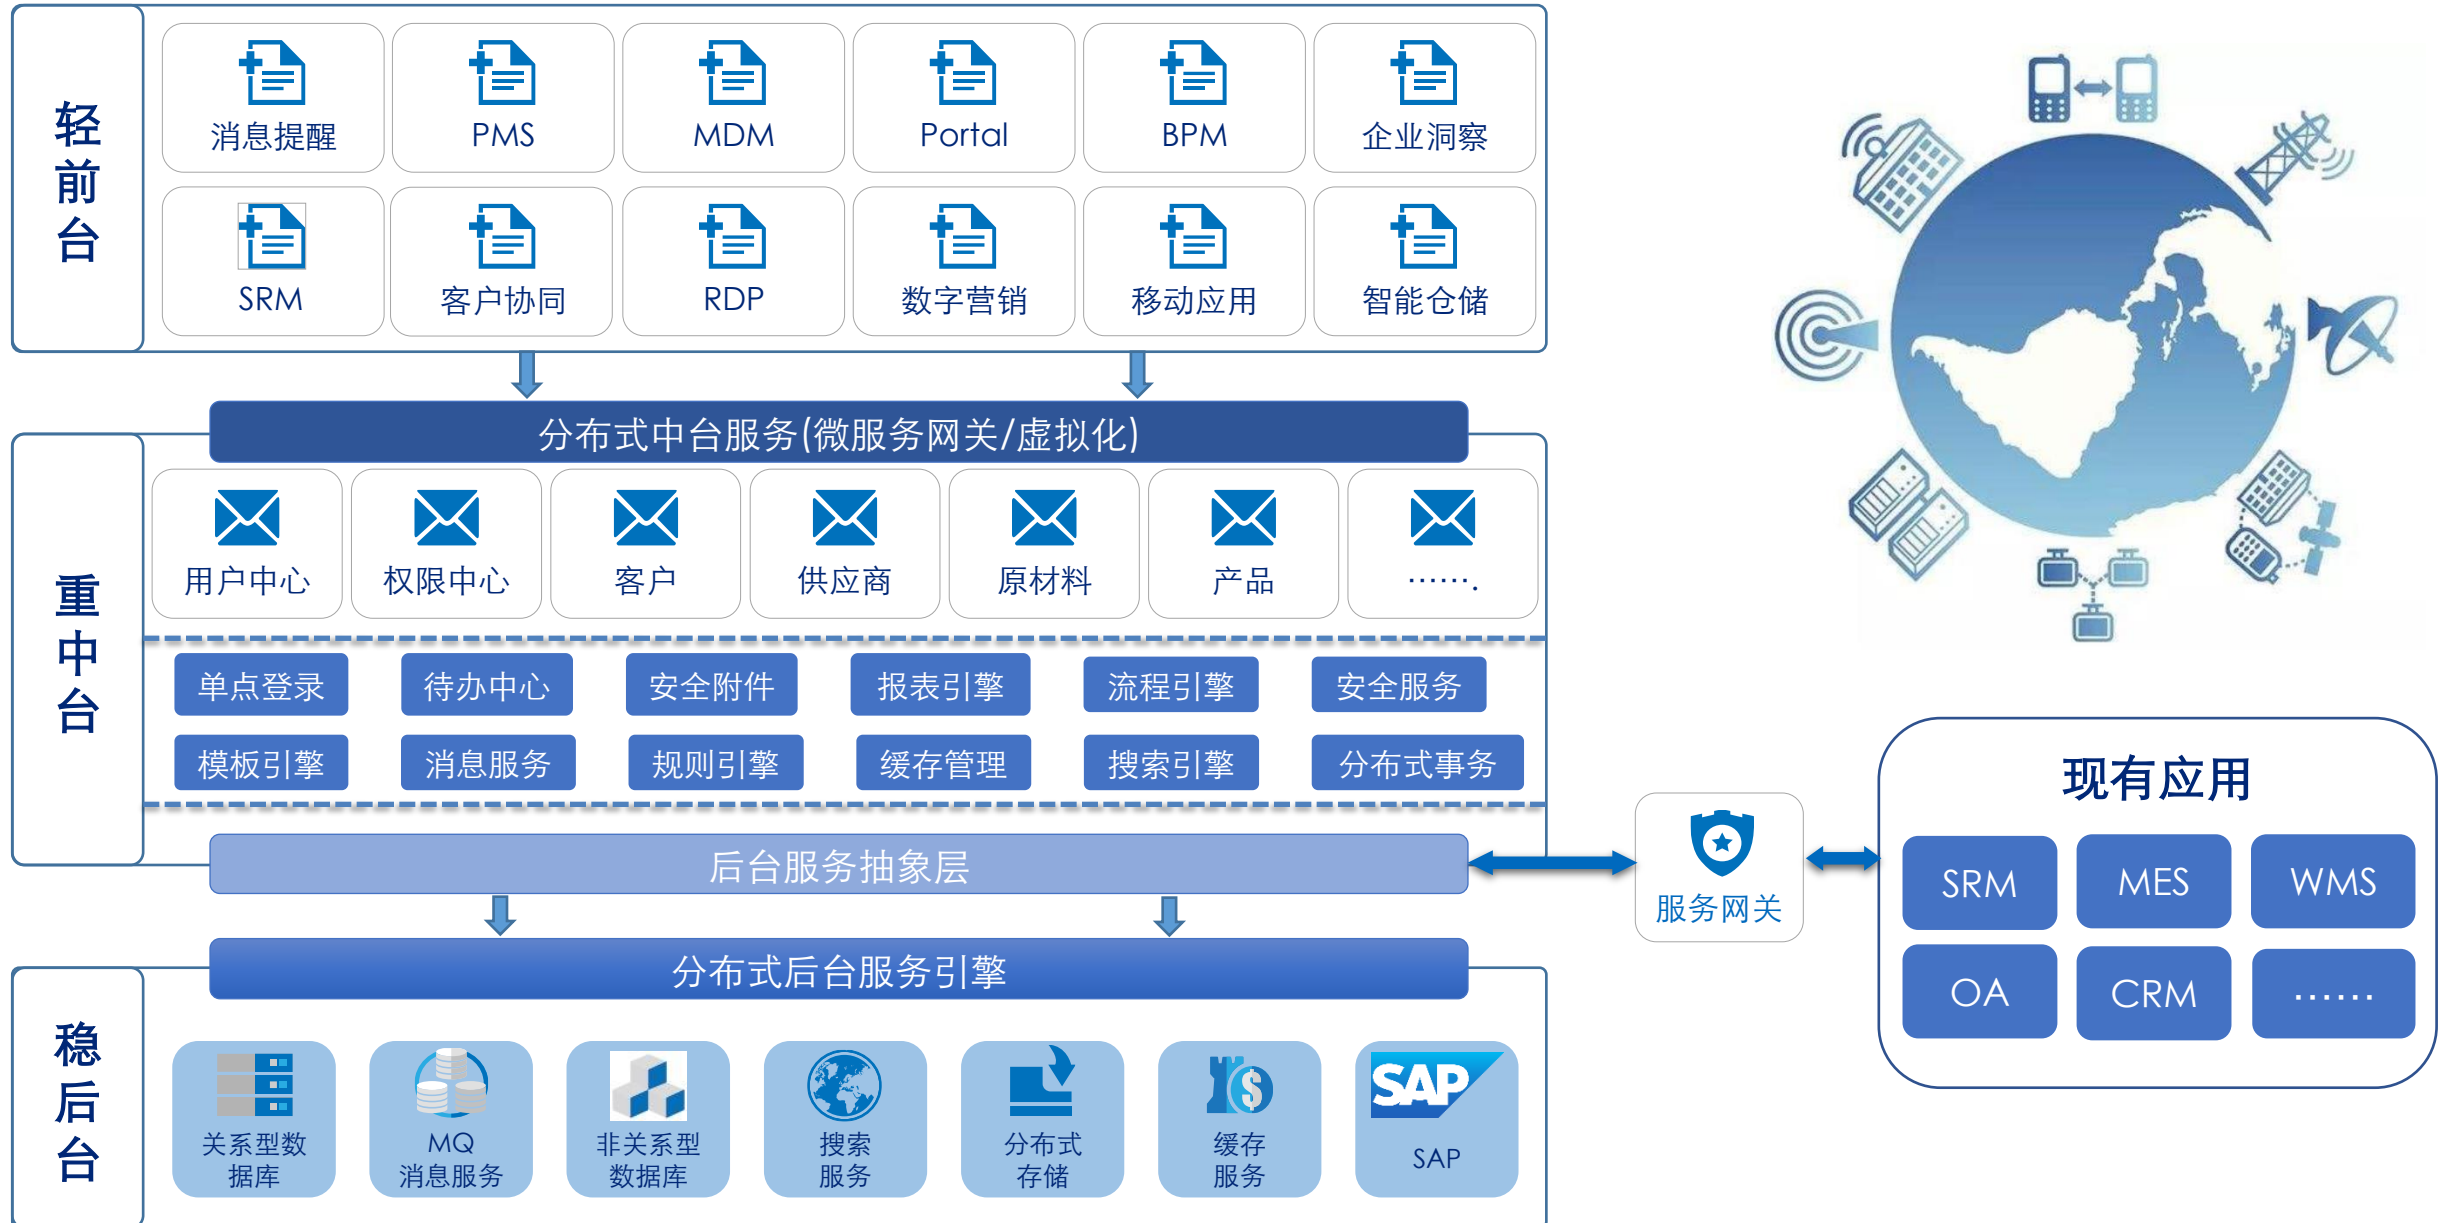 轻前台
消息提醒
PMS
MDM
Portal
BPM
企业洞察
SRM
客户协同
RDP
数字营销
移动应用
智能仓储
分布式中台服务(微服务网关/虚拟化)
重中台
用户中心
权限中心
客户
供应商
原材料
产品
…….
单点登录
待办中心
安全附件
报表引擎
流程引擎
安全服务
模板引擎
消息服务
规则引擎
缓存管理
搜索引擎
分布式事务
后台服务抽象层
服务网关
现有应用
SRM
MES
WMS
OA
CRM
……
分布式后台服务引擎
稳后台
关系型数
据库
MQ
消息服务
非关系型
数据库
搜索
服务
分布式
存储
缓存
服务
SAP
SAP